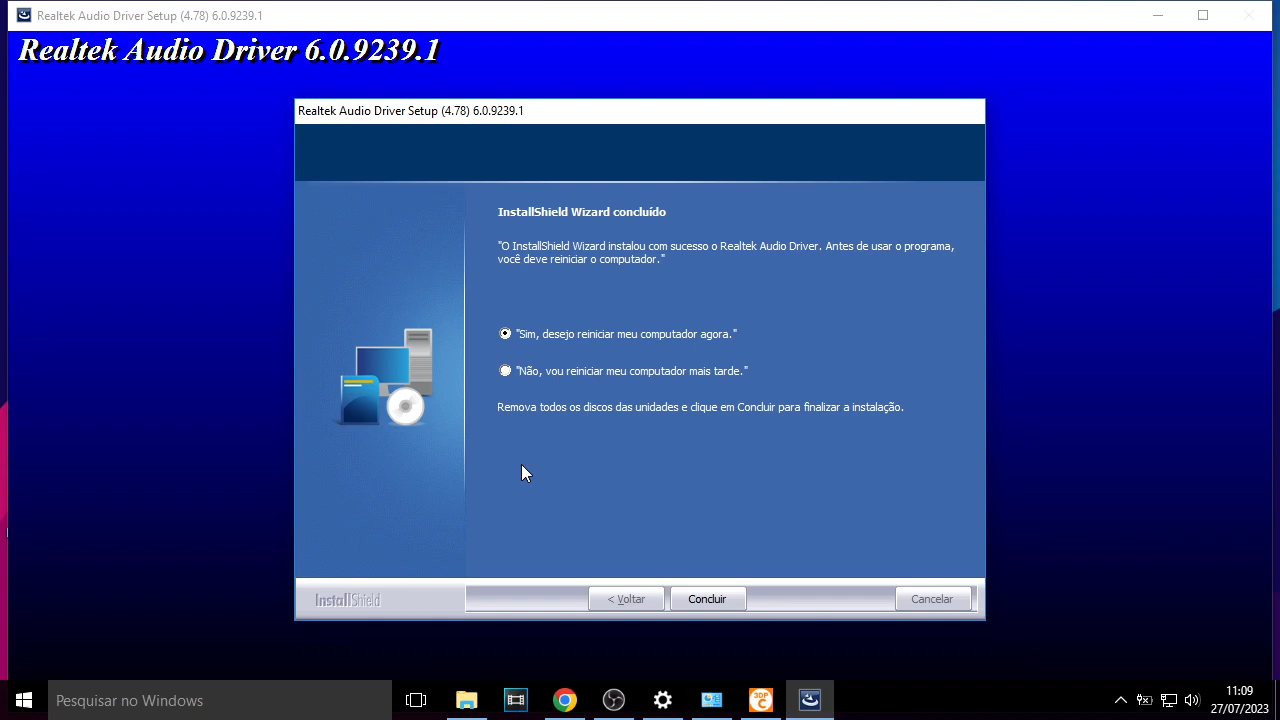 Realtek Audio Driver Setup (4.78) 6.0.9239.1
Realtek Audio Driver 6.0.9239.1
Realtek Audio Driver Setup (4.78) 6.0.9239.1
InstallShield Wizard concluído
"O InstallShield Wizard instalou com sucesso o Realtek Audio Driver. Antes de usar o programa,
você deve reiniciar o computador."
"Sim, desejo reiniciar meu computador agora."
"Não, vou reiniciar meu computador mais tarde."
Remova todos os discos das unidades e clique em Concluir para finalizar a instalação.
InstallShield
< Voltar
Concluir
Cancelar
Pesquisar no Windows
3DP
C
11:09
27/07/2023